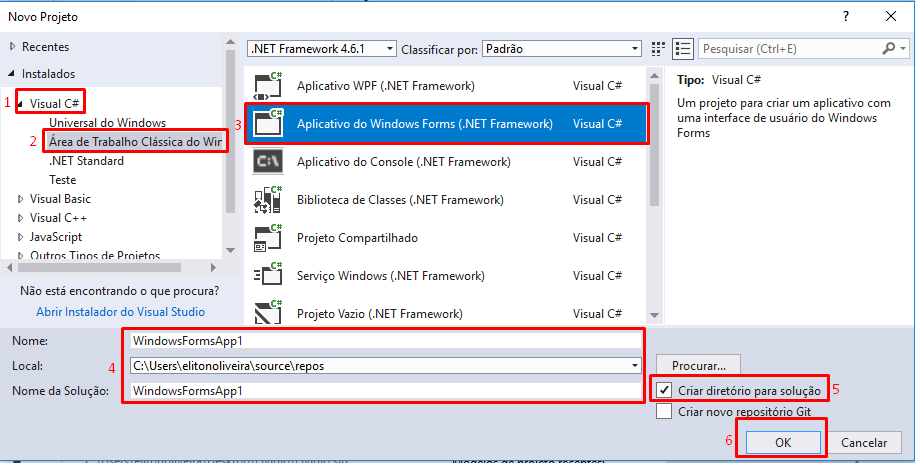 Novo Projeto
? ×
Recentes
.NET Framework 4.6.1 Classificar por: Padrão Pesquisar (Ctrl+E)
Instalados
1 Visual C#
Universal do Windows
2 Área de Trabalho Clássica do Win
.NET Standard
Teste
Visual Basic
Visual C++
JavaScript
Outros Tipos de Projetos
Não está encontrando o que procura?
Abrir Instalador do Visual Studio
C# Aplicativo WPF (.NET Framework) Visual C#
3 C# Aplicativo do Windows Forms (.NET Framework) Visual C#
C:\ Aplicativo do Console (.NET Framework) Visual C#
C# Biblioteca de Classes (.NET Framework) Visual C#
C# Projeto Compartilhado Visual C#
C# Serviço Windows (.NET Framework) Visual C#
C# Projeto Vazio (.NET Framework) Visual C#
Tipo: Visual C#
Um projeto para criar um aplicativo com
uma interface de usuário do Windows
Forms
Nome: WindowsFormsApp1
4 Local: C:\Users\elitonoliveira\source\repos Procurar...
Nome da Solução: WindowsFormsApp1
Criar diretório para solução 5
Criar novo repositório Git
6 OK Cancelar